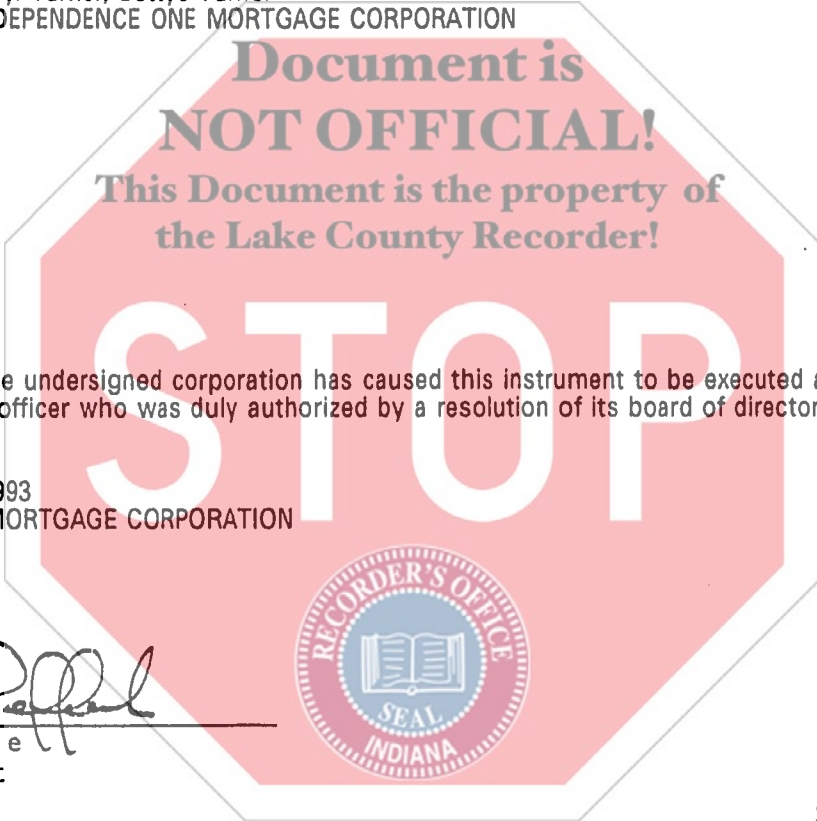 DEPENDENCE ONE MORTGAGE CORPORATION
Document is
NOT OFFICIAL!
This Document is the property of
the Lake County Recorder!
STOP
e undersigned corporation has caused this instrument to be executed a
officer who was duly authorized by a resolution of its board of director
993
MORTGAGE CORPORATION
RECORDER'S OFFICE
SEAL
INDIANA
e
t